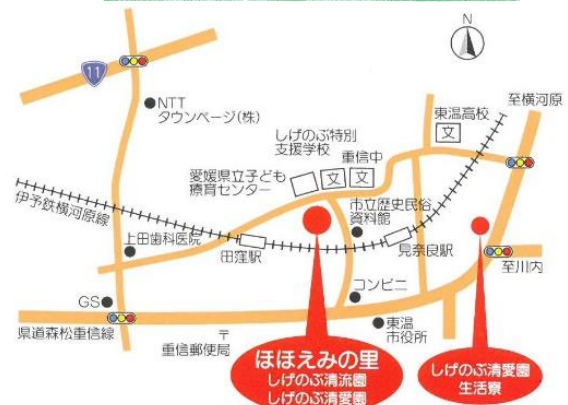 N
11
NTT
タウンページ(株)
至横河原
東温高校
文
しげのぶ特別
支援学校
重信中
文
文
愛媛県立子ども
療育センター
伊予鉄横河原線
市立歴史民俗
資料館
上田歯科医院
田窪駅
見奈良駅
至川内
コンビニ
GS
県道森松重信線
〒
重信郵便局
東温
市役所
ほほえみの里
しげのぶ清流園
しげのぶ清愛園
しげのぶ清愛園
生活寮